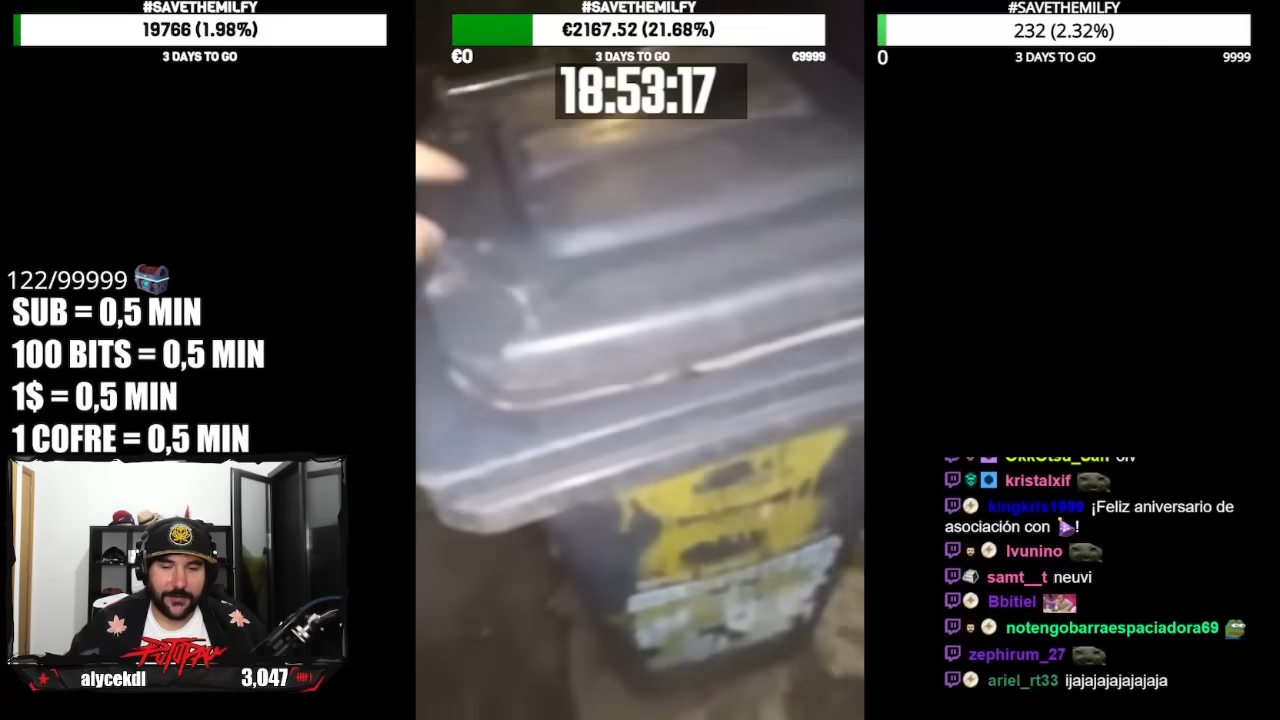 #SAVETHEMILFY
19766 (1.98%)
3 DAYS TO GO
#SAVETHEMILFY
€2167.52 (21.68%)
€0
3 DAYS TO GO
€9999
18:53:17
#SAVETHEMILFY
232 (2.32%)
0
3 DAYS TO GO
9999
122/99999
SUB = 0,5 MIN
100 BITS = 0,5 MIN
1$ = 0,5 MIN
1 COFRE = 0,5 MIN
alycekdl
3,047
kristalxif
kingkris1999 ¡Feliz aniversario de
asociación con !
lvunino
samt__t neuvi
Bbitiel
notengobarraespaciadora69
zephirum_27
ariel_rt33 ijajajajajajaja